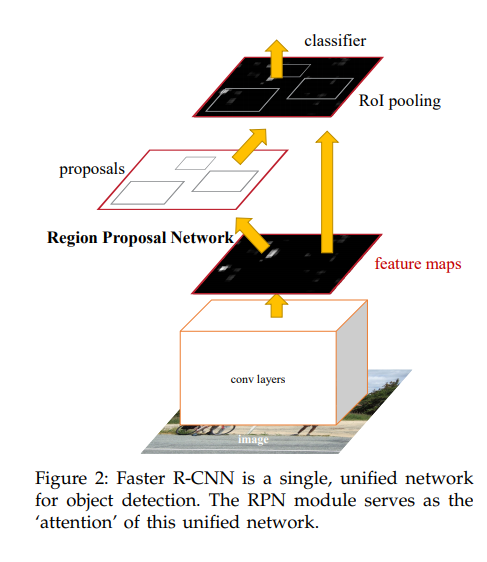 classifier
RoI pooling
proposals
Region Proposal Network
feature maps
conv layers
image
Figure 2: Faster R-CNN is a single, unified network
for object detection. The RPN module serves as the
‘attention’ of this unified network.